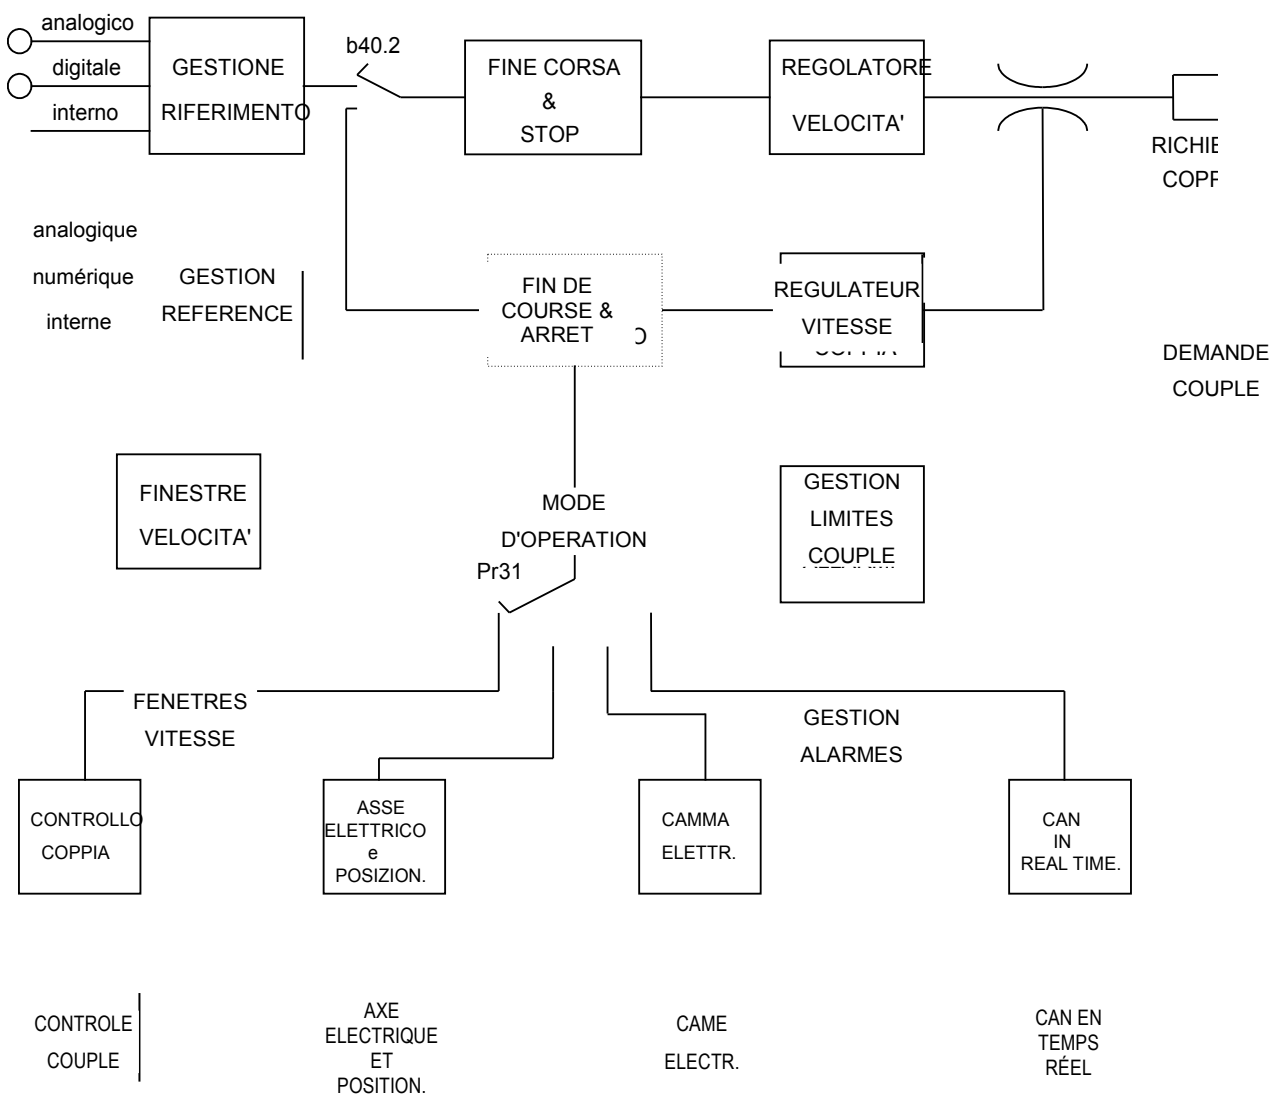 analogico
digitale
interno
GESTIONE
RIFERIMENTO
b40.2
FINE CORSA
&
STOP
REGOLATORE
VELOCITA'
RICHIE
COPF
analogique
numérique
interne
GESTION
REFERENCE
FIN DE
COURSE &
ARRET
REGULATEUR
VITESSE
DEMANDE
COUPLE
FINESTRE
VELOCITA'
MODE
D'OPERATION
Pr31
GESTION
LIMITES
COUPLE
FENETRES
VITESSE
GESTION
ALARMES
CONTROLLO
COPPIA
ASSE
ELETTRICO
e
POSIZION.
CAMMA
ELETTR.
CAN
IN
REAL TIME.
CONTROLE
COUPLE
AXE
ELECTRIQUE
ET
POSITION.
CAME
ELECTR.
CAN EN
TEMPS
RÉEL